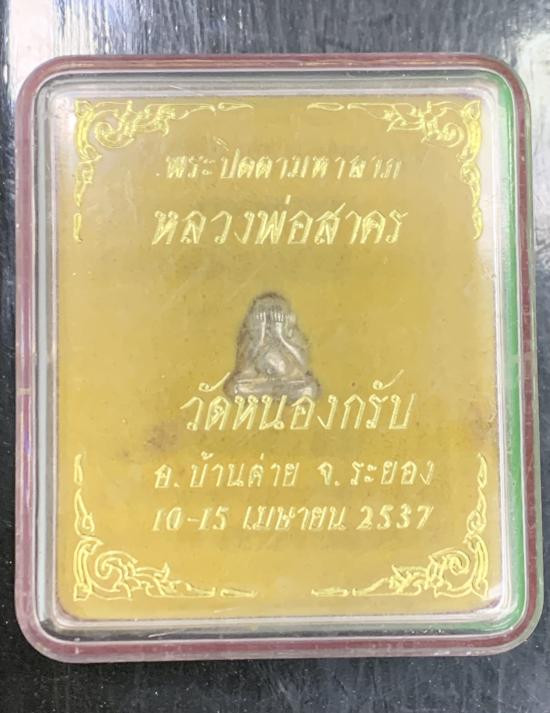 พระปิดตามหาลาภ
หลวงพ่อสาคร
วัดหนองกรับ
อ.บ้านค่าย จ.ระยอง
10-15 เมษายน 2537